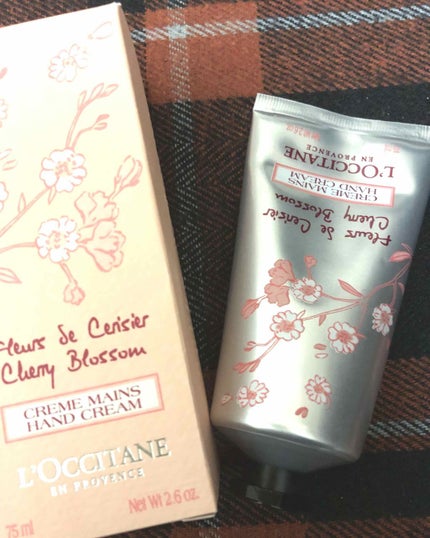 Fleurs de Cerisier
Cherry Blossom
CREME MAINS
HAND CREAM
L'OCCITANE
EN PROVENCE
75 ml
Net Wt 2.6 oz.
Fleurs de Cerisier
Cherry Blossom
CREME MAINS
HAND CREAM
L'OCCITANE
EN PROVENCE